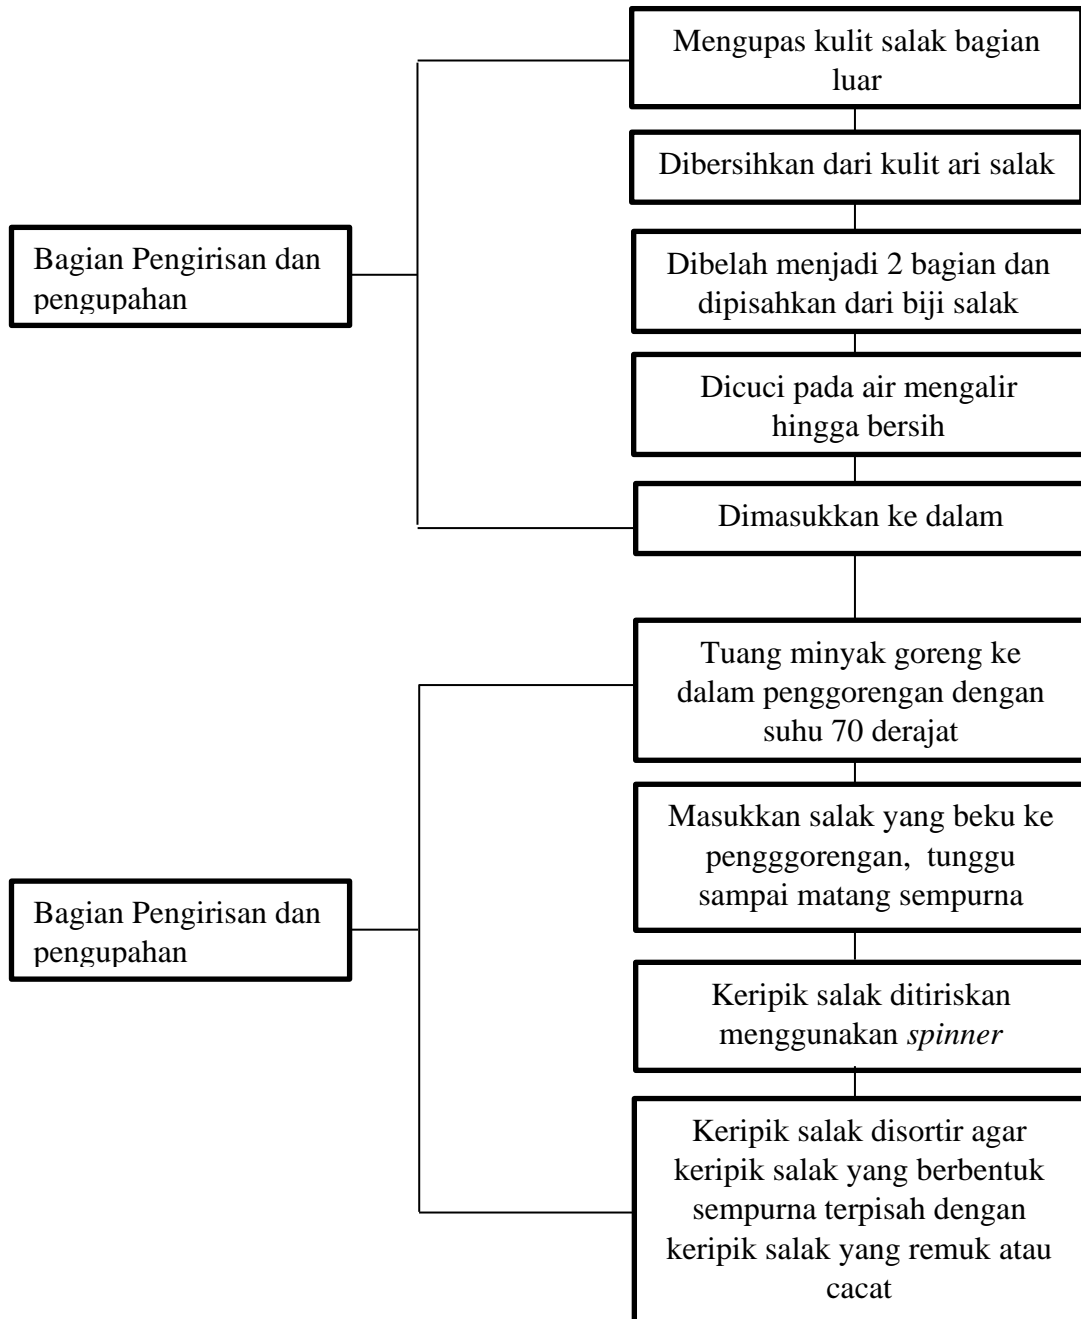 Mengupas kulit salak bagian
luar
Dibersihkan dari kulit ari salak
Bagian Pengirisan dan
pengupahan
Dibelah menjadi 2 bagian dan
dipisahkan dari biji salak
Dicuci pada air mengalir
hingga bersih
Dimasukkan ke dalam
Tuang minyak goreng ke
dalam penggorengan dengan
suhu 70 derajat
Masukkan salak yang beku ke
pengggorengan, tunggu
sampai matang sempurna
Bagian Pengirisan dan
pengupahan
Keripik salak ditiriskan
menggunakan spinner
Keripik salak disortir agar
keripik salak yang berbentuk
sempurna terpisah dengan
keripik salak yang remuk atau
cacat